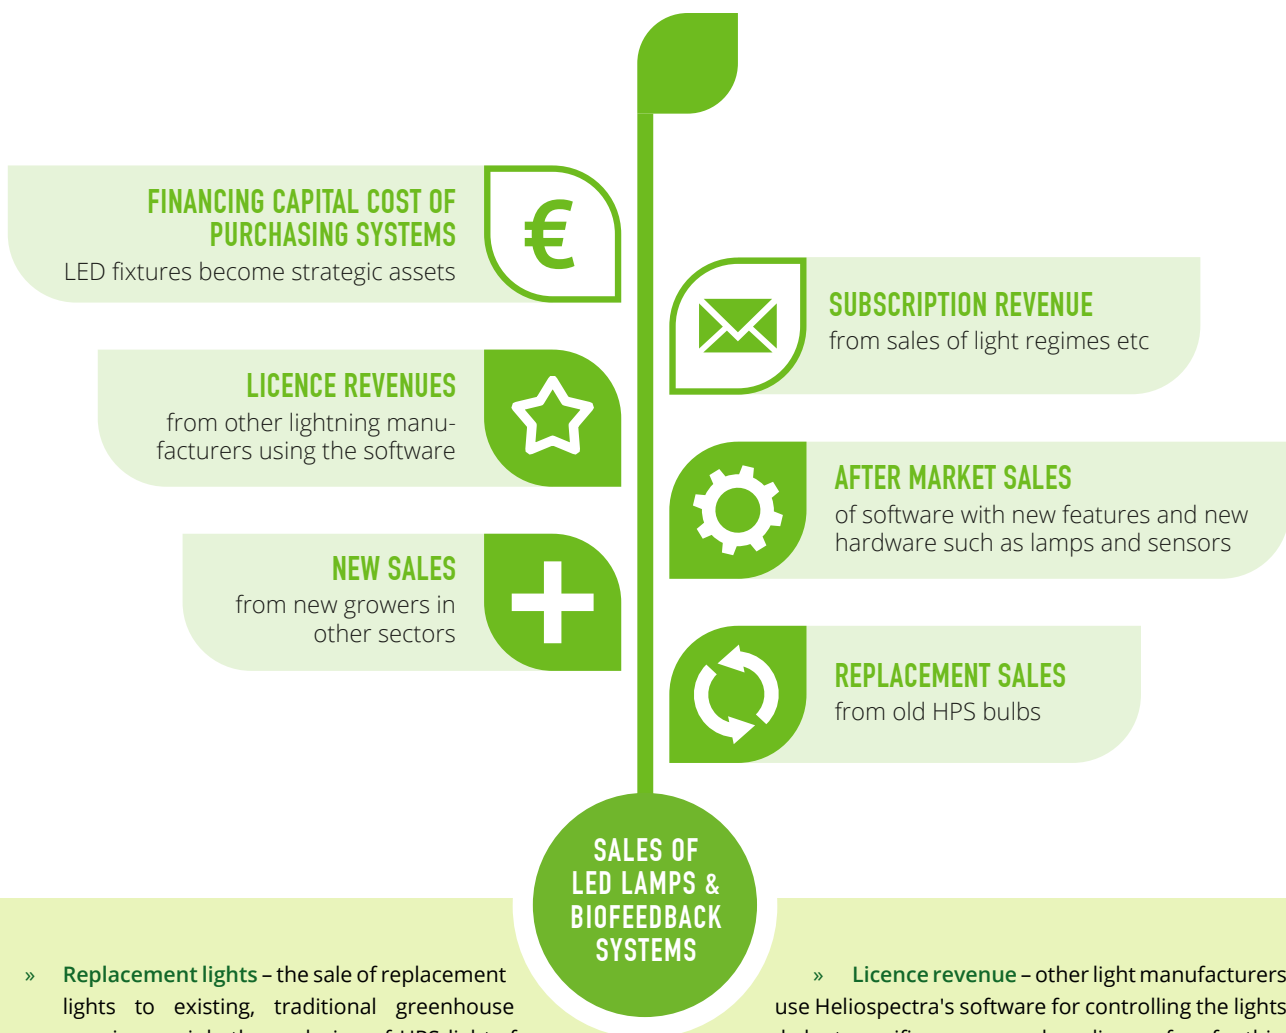 FINANCING CAPITAL COST OF
PURCHASING SYSTEMS
LED fixtures become strategic assets
€
SUBSCRIPTION REVENUE
from sales of light regimes etc
LICENCE REVENUES
from other lightning manu-
facturers using the software
AFTER MARKET SALES
of software with new features and new
hardware such as lamps and sensors
NEW SALES
from new growers in
other sectors
REPLACEMENT SALES
from old HPS bulbs
SALES OF
LED LAMPS &
BIOFEEDBACK
SYSTEMS
» Replacement lights – the sale of replacement
lights to existing, traditional greenhouse
» Licence revenue – other light manufacturers
use Heliospectra's software for controlling the lights